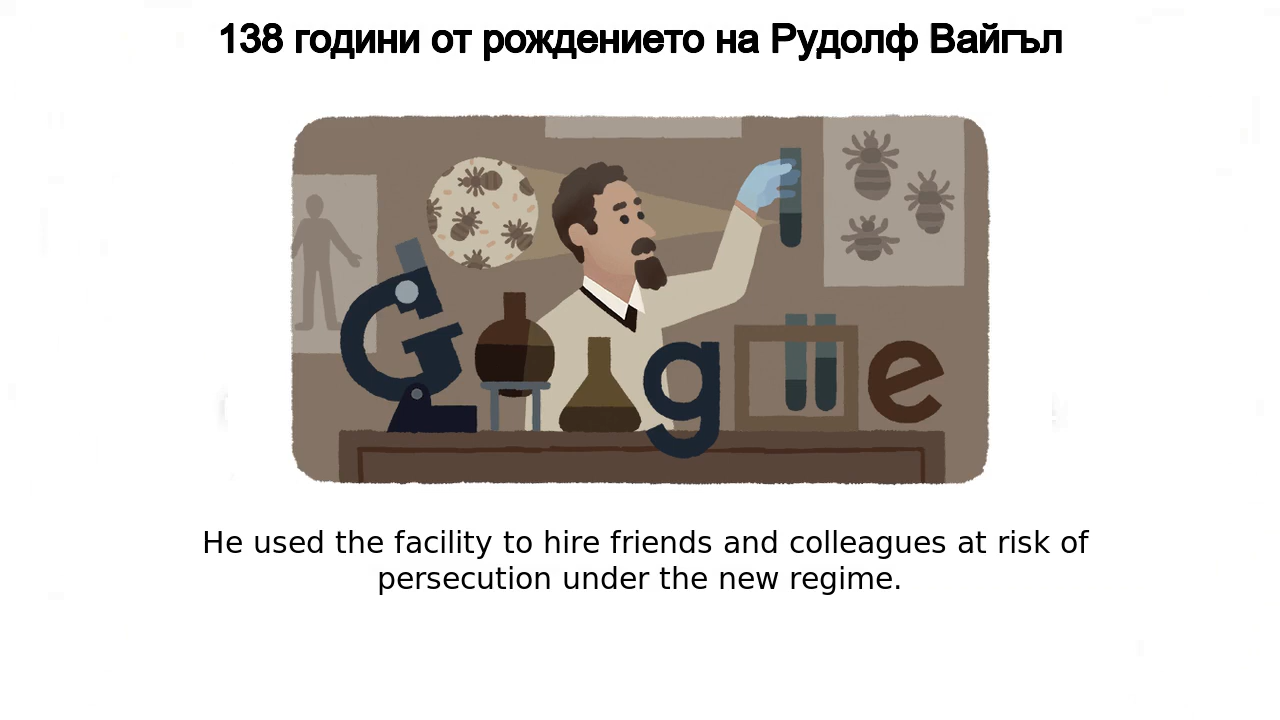 138 години от рождението на Рудолф Вайгъл
Google
He used the facility to hire friends and colleagues at risk of
persecution under the new regime.